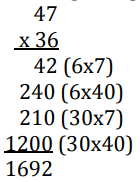 47
x 36
42 (6x7)
240 (6x40)
210 (30x7)
1200 (30x40)
1692